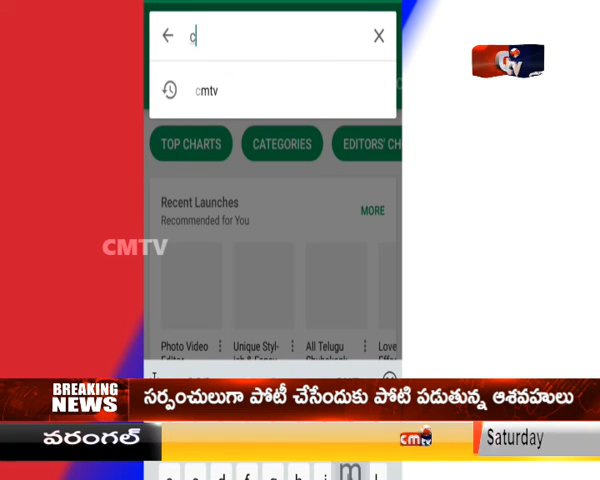 c
cmtv
TOP CHARTS
CATEGORIES
EDITORS' CH
Recent Launches
Recommended for You
MORE
CMTV
Photo Video
Unique Styl-
All Telugu
Love
BREAKING
NEWS
సర్పంచులుగా పోటీ చేసేందుకు పోటి పడుతున్న ఆశవహులు
వరంగల్
cmtv
Saturday
m